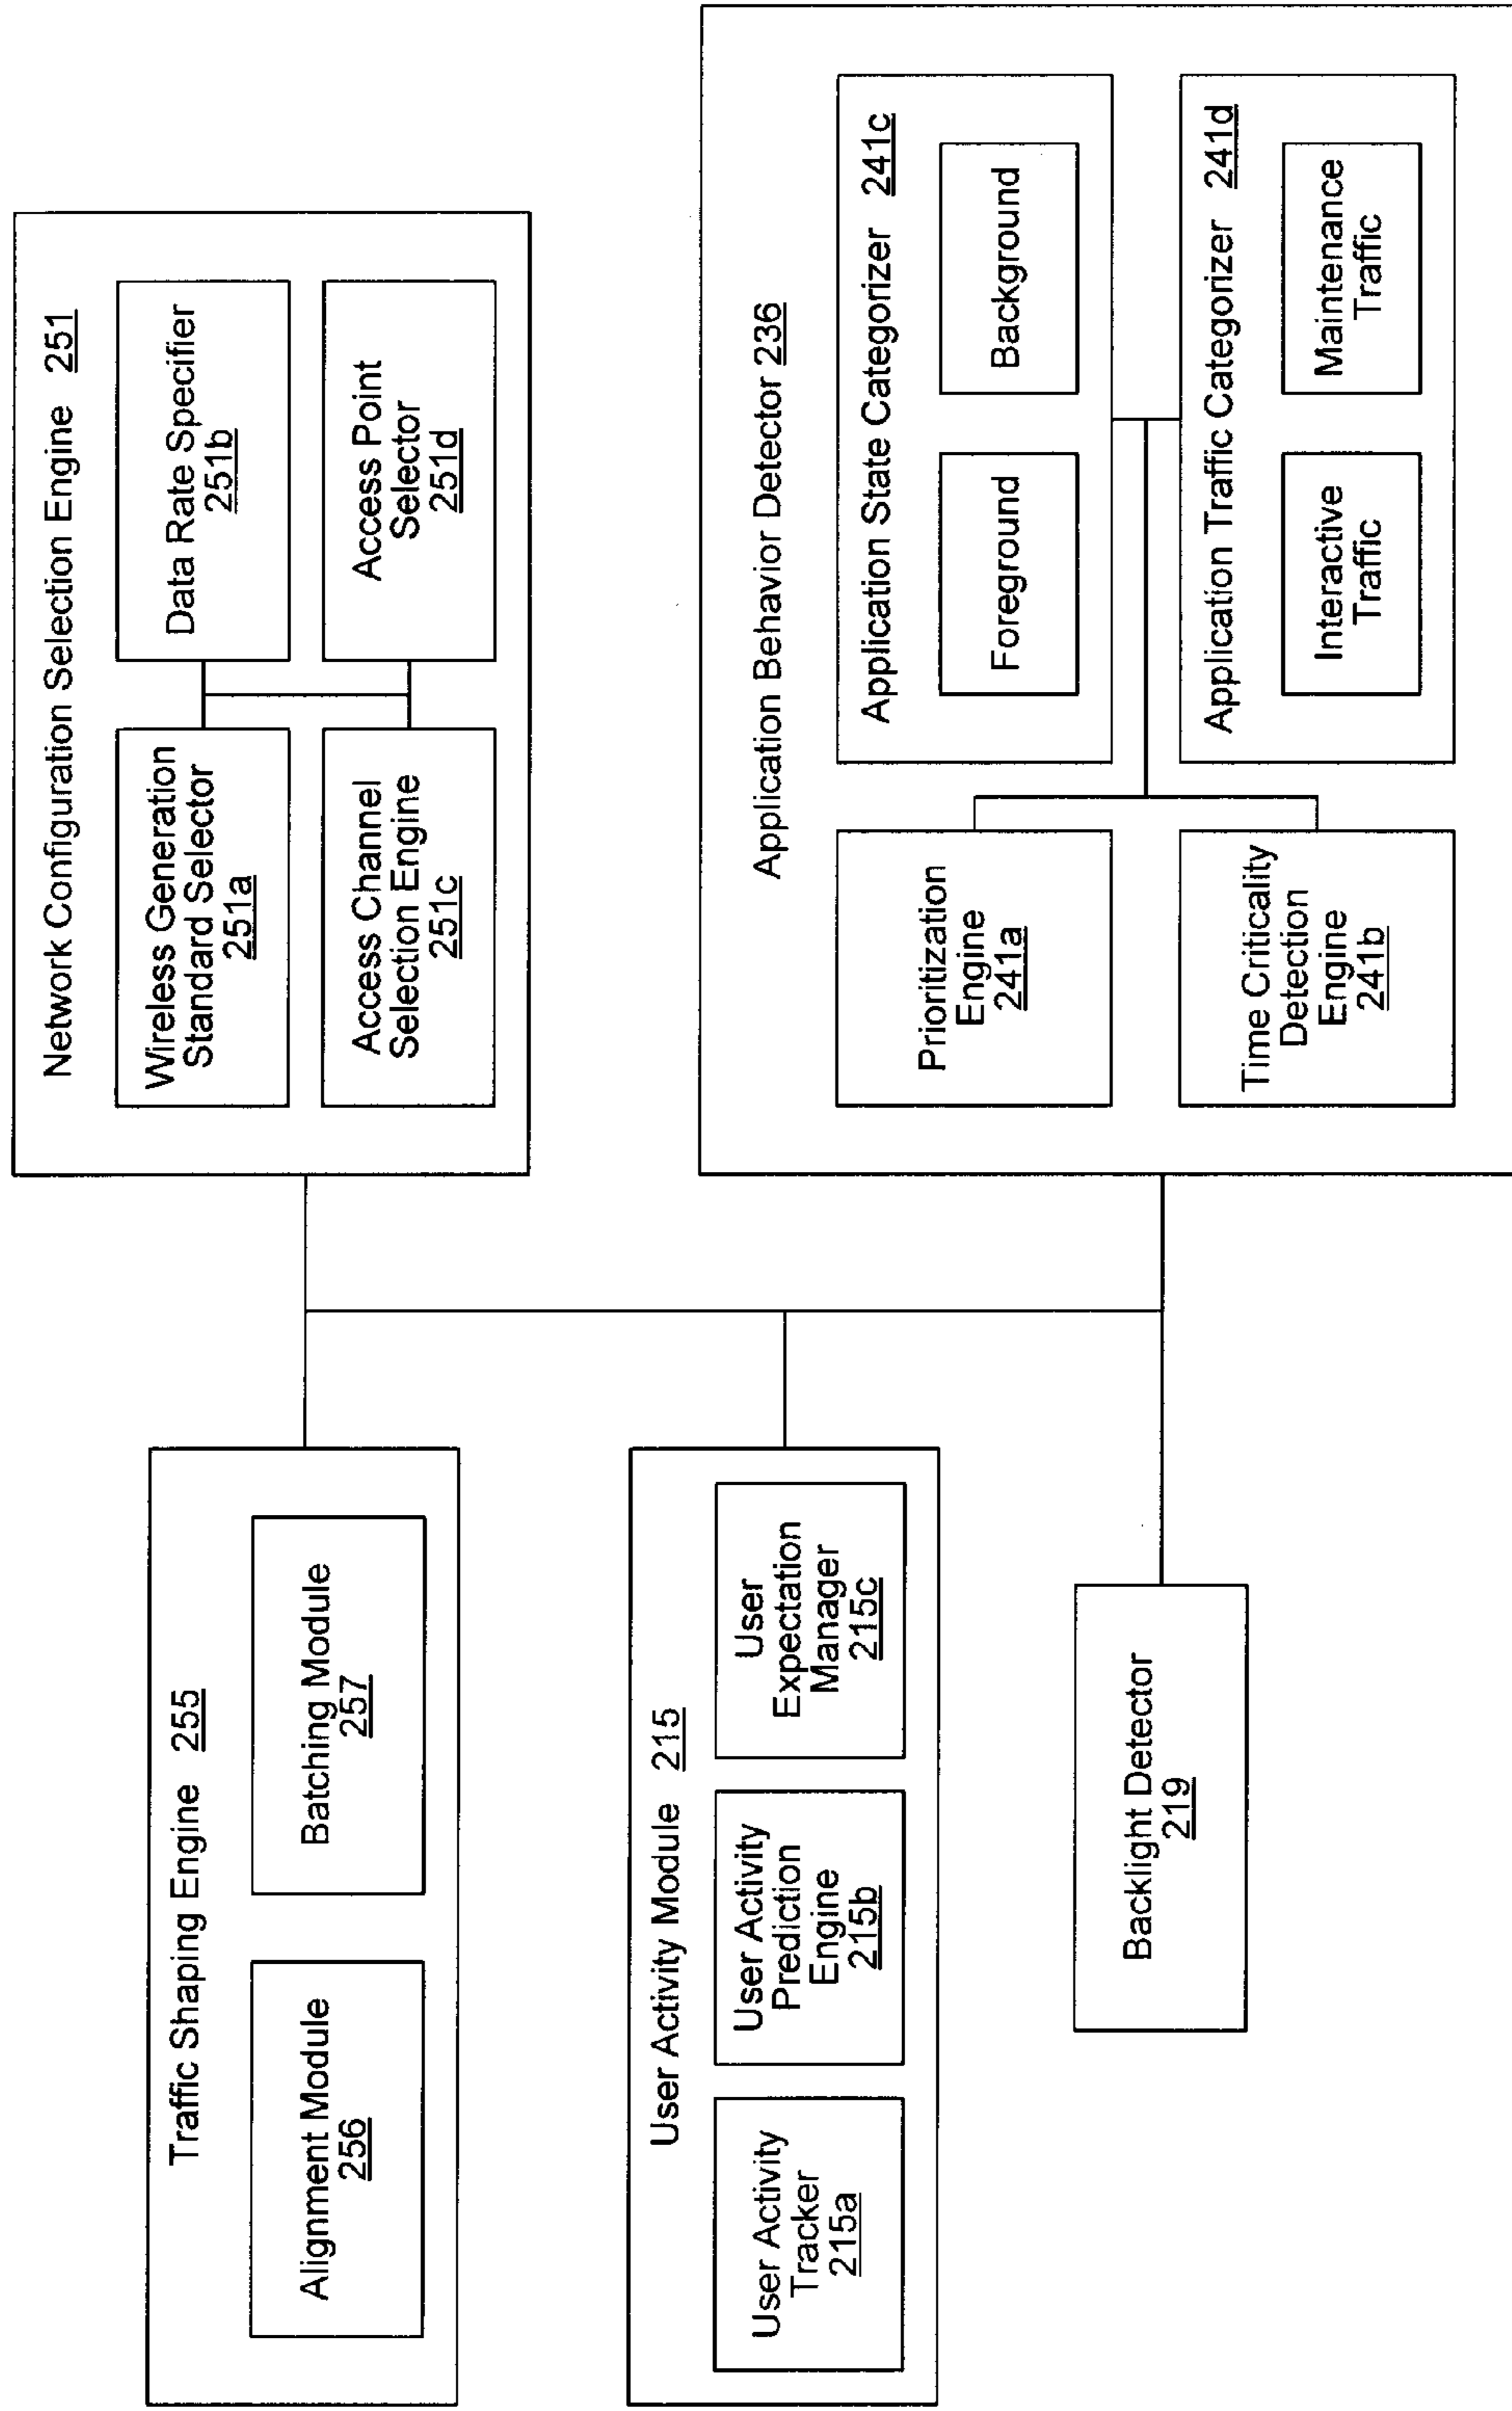 Traffic Shaping Engine 255
Alignment Module
256
Batching Module
257
User Activity Module 215
User Activity
Tracker
215a
User Activity
Prediction
Engine
215b
User
Expectation
Manager
215c
Backlight Detector
219
Network Configuration Selection Engine 251
Wireless Generation
Standard Selector
251a
Data Rate Specifier
251b
Access Channel
Selection Engine
251c
Access Point
Selector
251d
Application Behavior Detector 236
Prioritization
Engine
241a
Time Criticality
Detection
Engine
241b
Application State Categorizer 241c
Foreground
Background
Application Traffic Categorizer 241d
Interactive
Traffic
Maintenance
Traffic